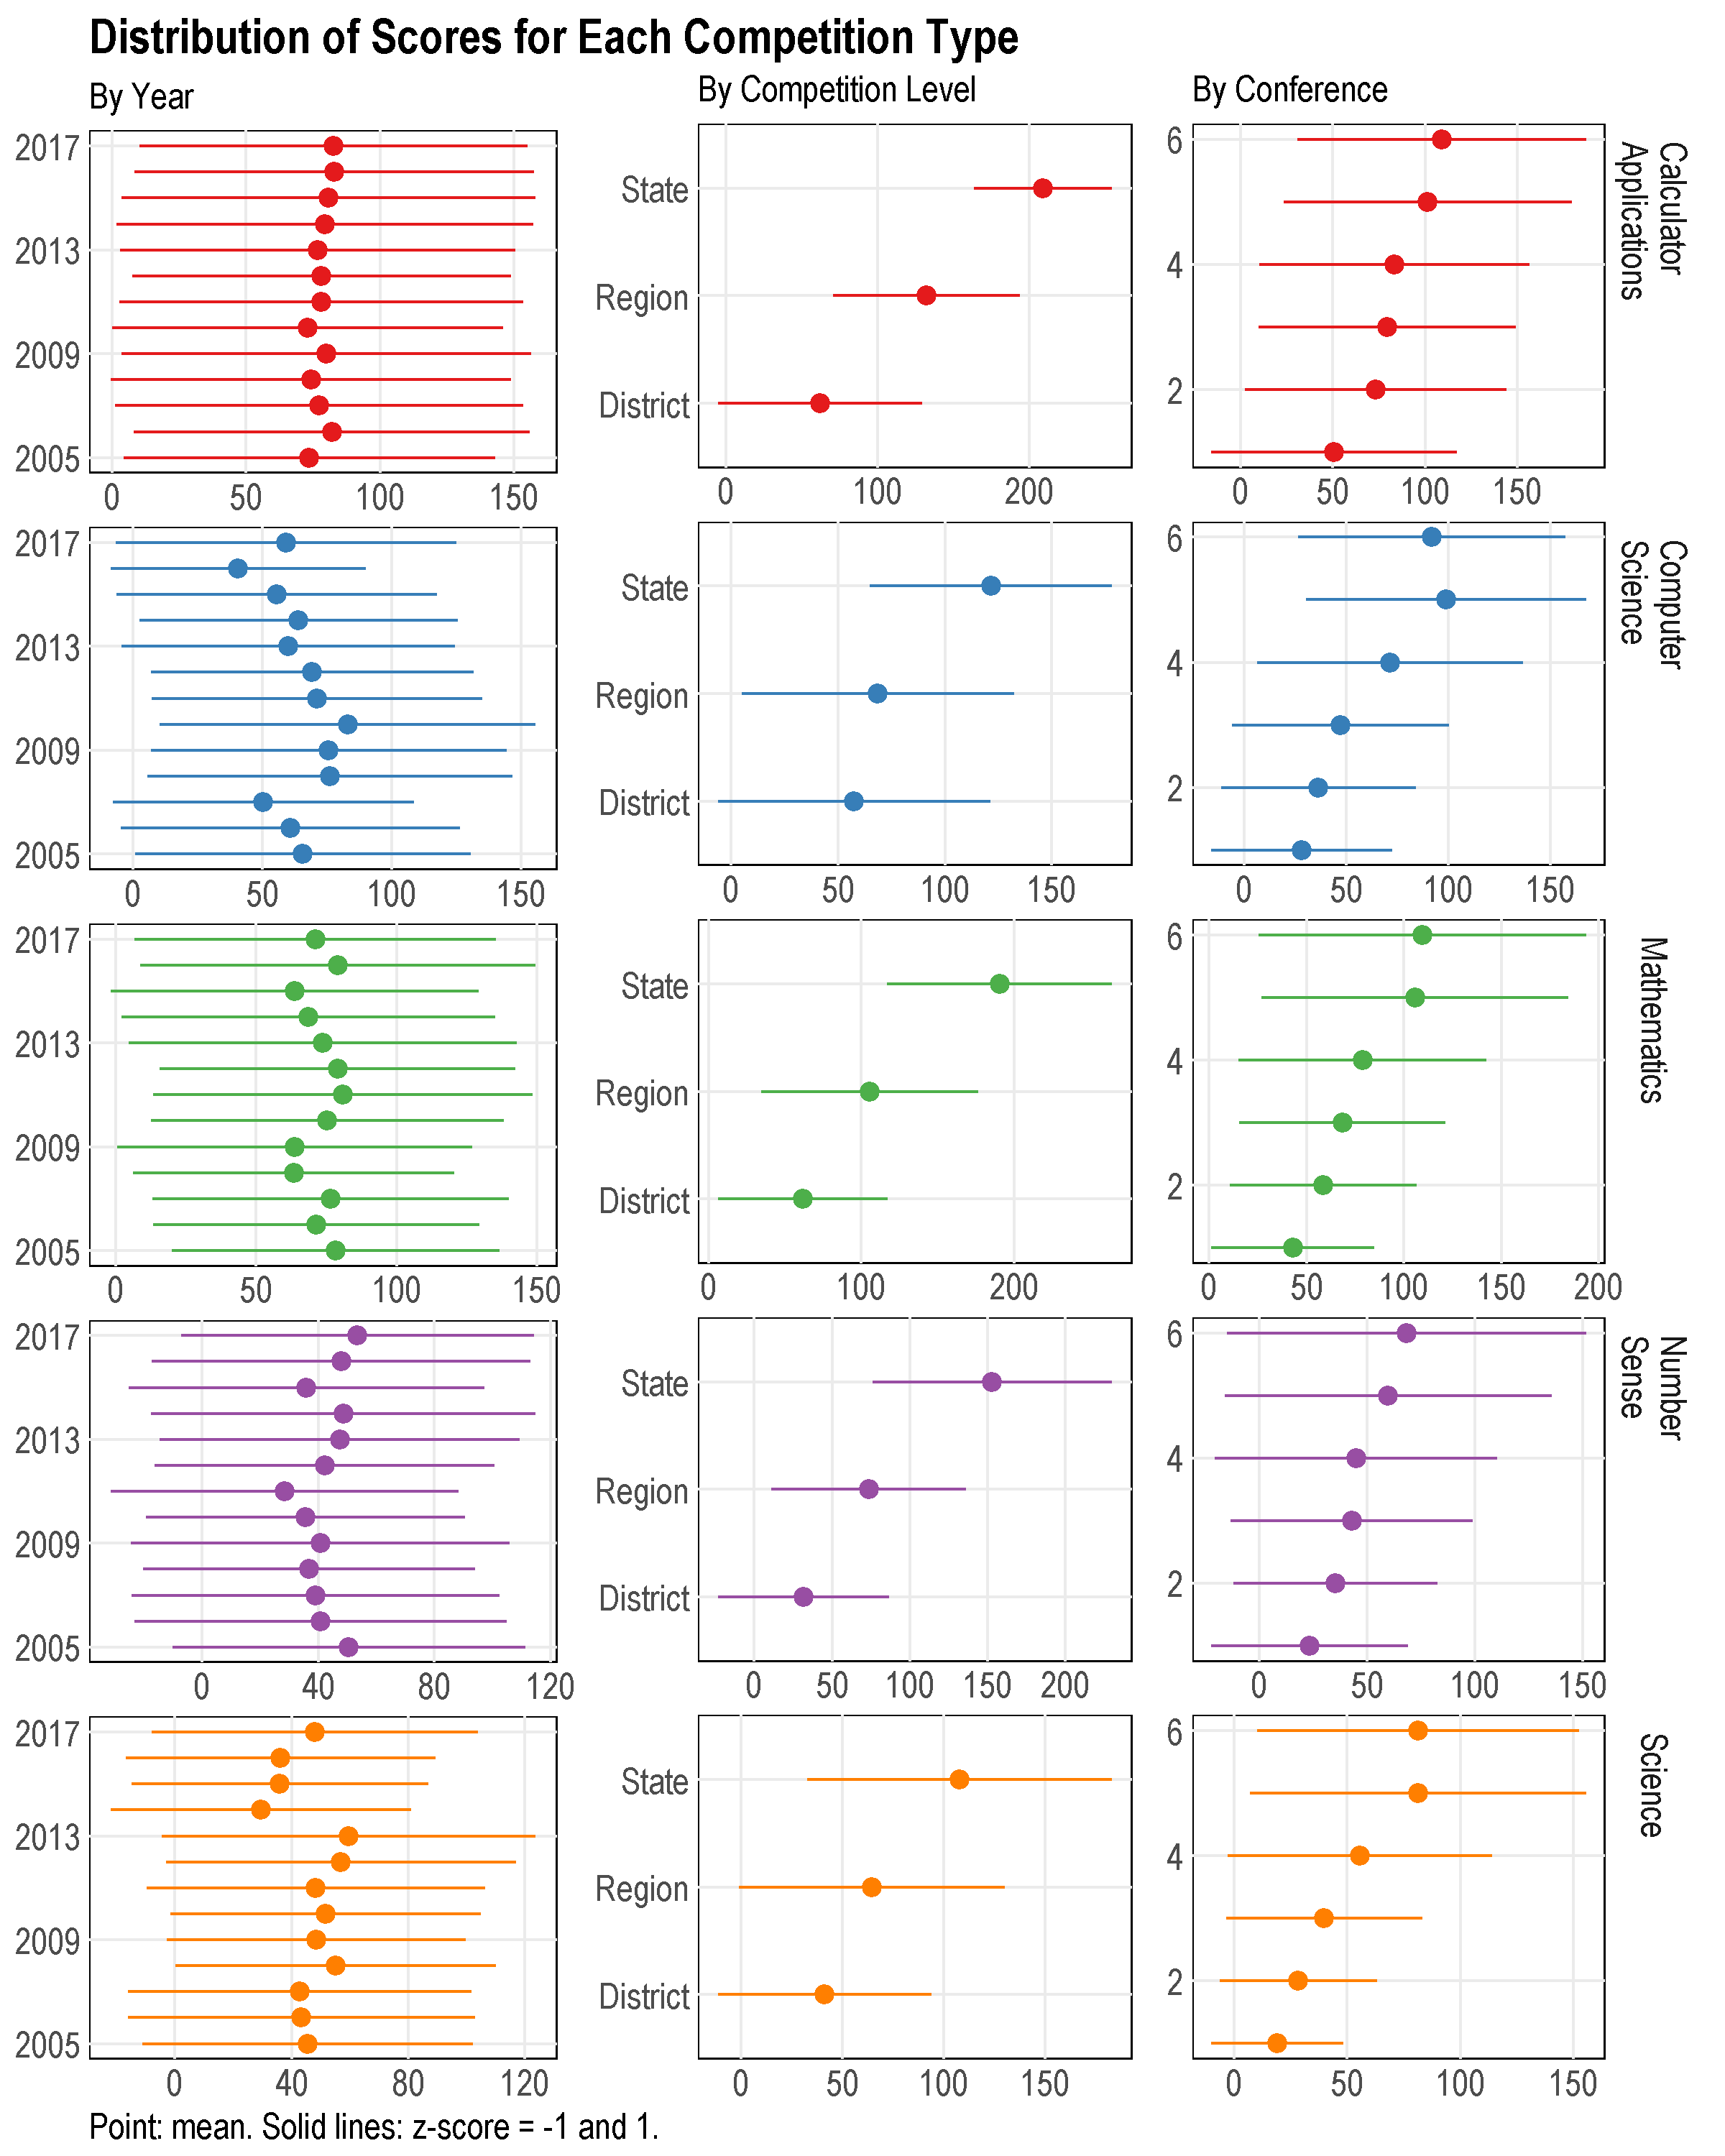 Distribution of Scores for Each Competition Type
By Year
By Competition Level
By Conference
2017
2013
2009
2005
0 50 100 150
State
Region
District
0 100 200
6
4
2
0 50 100 150
Calculator
Applications
2017
2013
2009
2005
0 50 100 150
State
Region
District
0 50 100 150
6
4
2
0 50 100 150
Computer
Science
2017
2013
2009
2005
0 50 100 150
State
Region
District
0 100 200
6
4
2
0 50 100 150 200
Mathematics
2017
2013
2009
2005
0 40 80 120
State
Region
District
0 50 100 150 200
6
4
2
0 50 100 150
Number
Sense
2017
2013
2009
2005
0 40 80 120
State
Region
District
0 50 100 150
6
4
2
0 50 100 150
Science
Point: mean. Solid lines: z-score = -1 and 1.